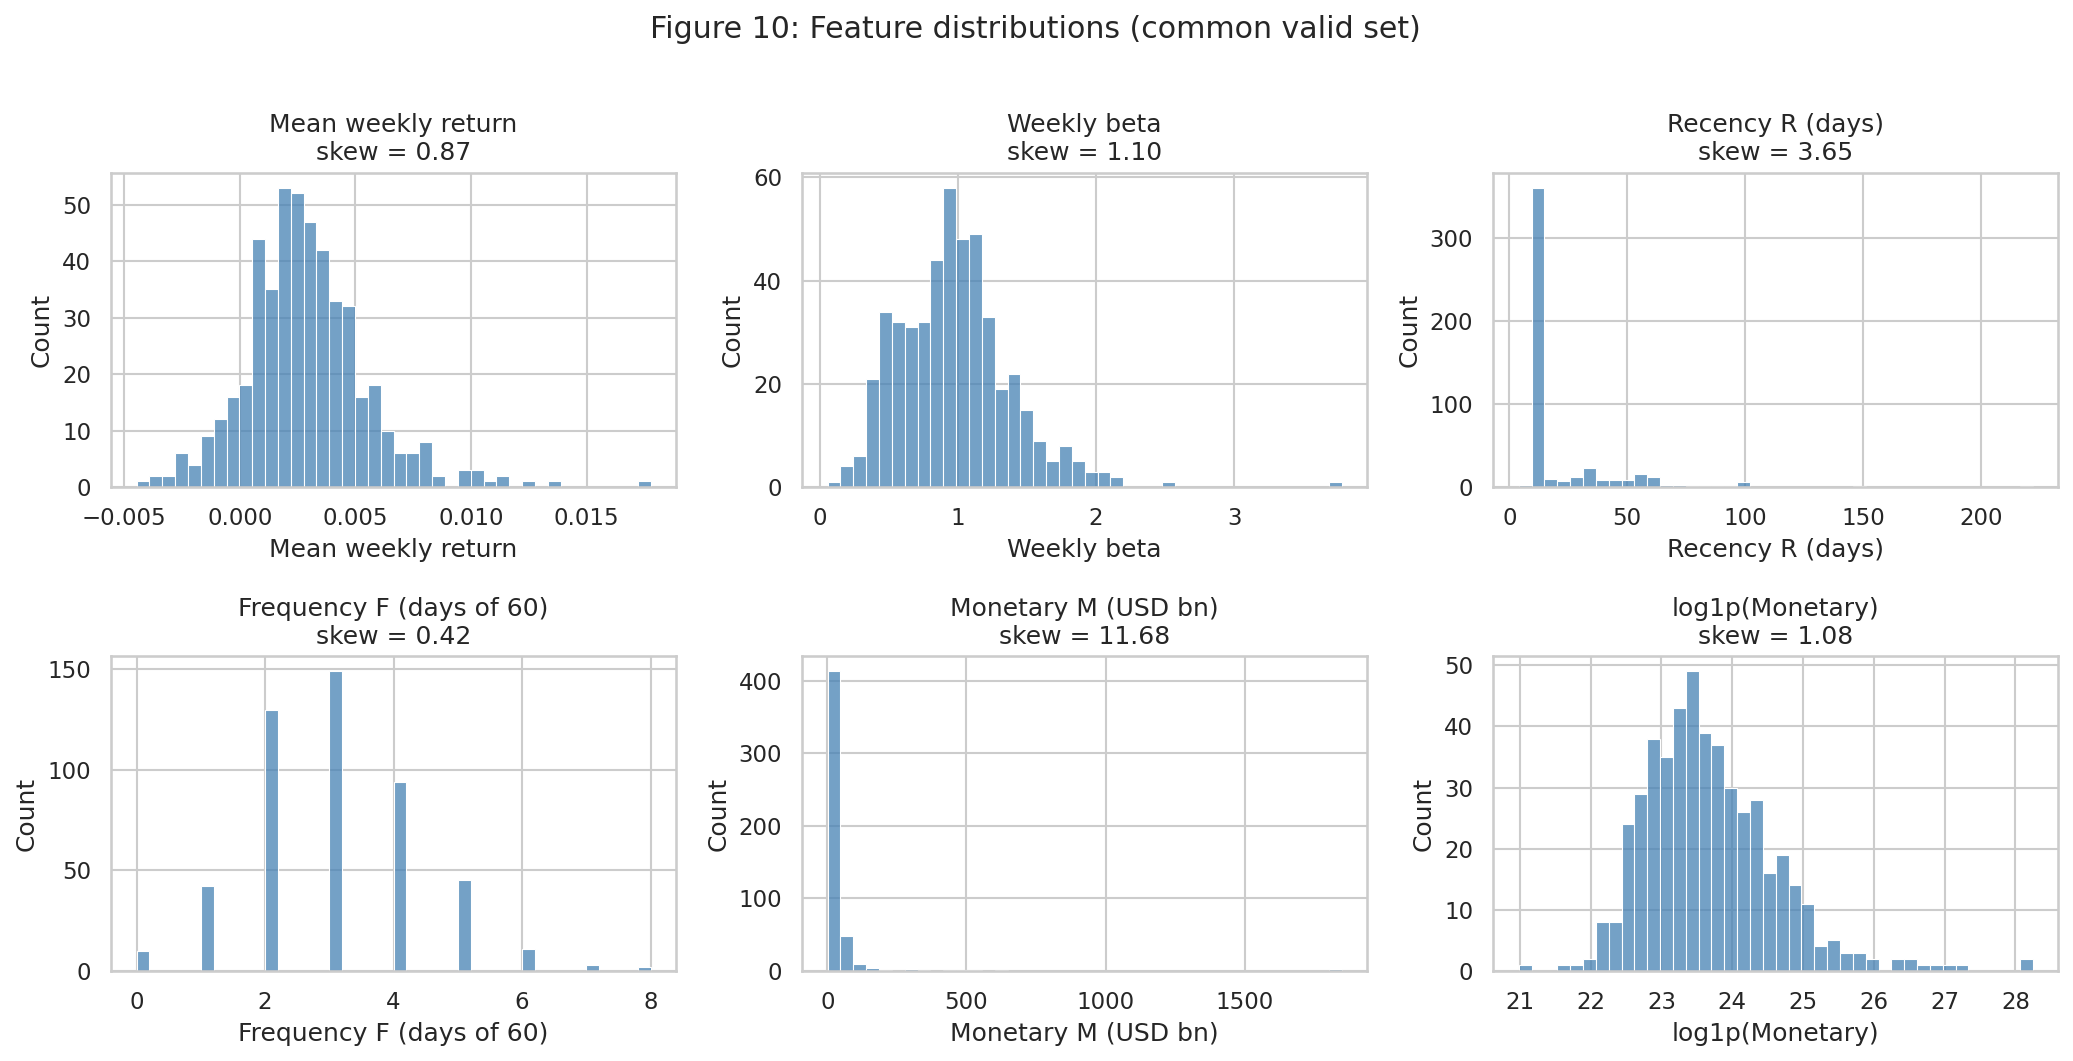 Figure 10: Feature distributions (common valid set)
Mean weekly return
skew = 0.87
Count
50
40
30
20
10
0
−0.005 0.000 0.005 0.010 0.015
Mean weekly return
Weekly beta
skew = 1.10
Count
60
40
20
0
0 1 2 3
Weekly beta
Recency R (days)
skew = 3.65
Count
300
200
100
0
0 50 100 150 200
Recency R (days)
Frequency F (days of 60)
skew = 0.42
Count
150
100
50
0
0 2 4 6 8
Frequency F (days of 60)
Monetary M (USD bn)
skew = 11.68
Count
400
300
200
100
0
0 500 1000 1500
Monetary M (USD bn)
log1p(Monetary)
skew = 1.08
Count
50
40
30
20
10
0
21 22 23 24 25 26 27 28
log1p(Monetary)